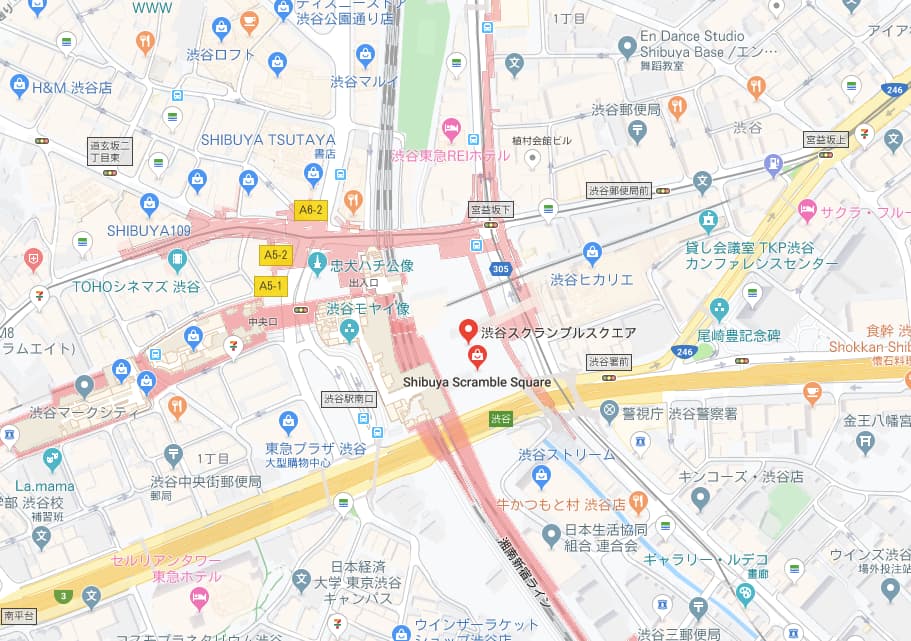 WWW
ディズニーストア
渋谷公園通り店
渋谷ロフト
渋谷マルイ
H&M 渋谷店
1丁目
En Dance Studio
Shibuya Base /エン…
舞蹈教室
アイア
246
渋谷郵便局
渋谷
宮益坂上
植村会館ビル
道玄坂二
丁目東
SHIBUYA TSUTAYA
書店
渋谷東急REIホテル
渋谷郵便局前
A6-2
宮益坂下
サクラ・フルー
SHIBUYA109
A5-2
忠犬ハチ公像
305
渋谷ヒカリエ
貸し会議室 TKP渋谷
カンファレンスセンター
TOHOシネマズ 渋谷
A5-1
出入口
渋谷モヤイ像
中央口
M8
ラムエイト)
渋谷スクランブルスクエア
尾崎豊記念碑
食幹 渋
Shokkan-Shib
懐石料理
246
渋谷署前
Shibuya Scramble Square
渋谷駅南口
渋谷マークシティ
渋谷
警視庁 渋谷警察署
金王八幡宮
東急プラザ 渋谷
大型購物中心
1丁目
渋谷ストリーム
La.mama
渋谷中央街郵便局
郵局
キンコーズ・渋谷店
学部 渋谷校
補習班
牛かつもと村 渋谷店
日本生活協同
組合 連合会
セルリアンタワー
東急ホテル
日本経済
大学 東京渋谷
キャンパス
湘南新宿ライン
ギャラリー・ルデコ
畫廊
ウインズ渋谷
場外投注站
3
南平台
ウインザーラケット
ショップ渋谷店
コスモプラネタリウム渋谷
渋谷三郵便局